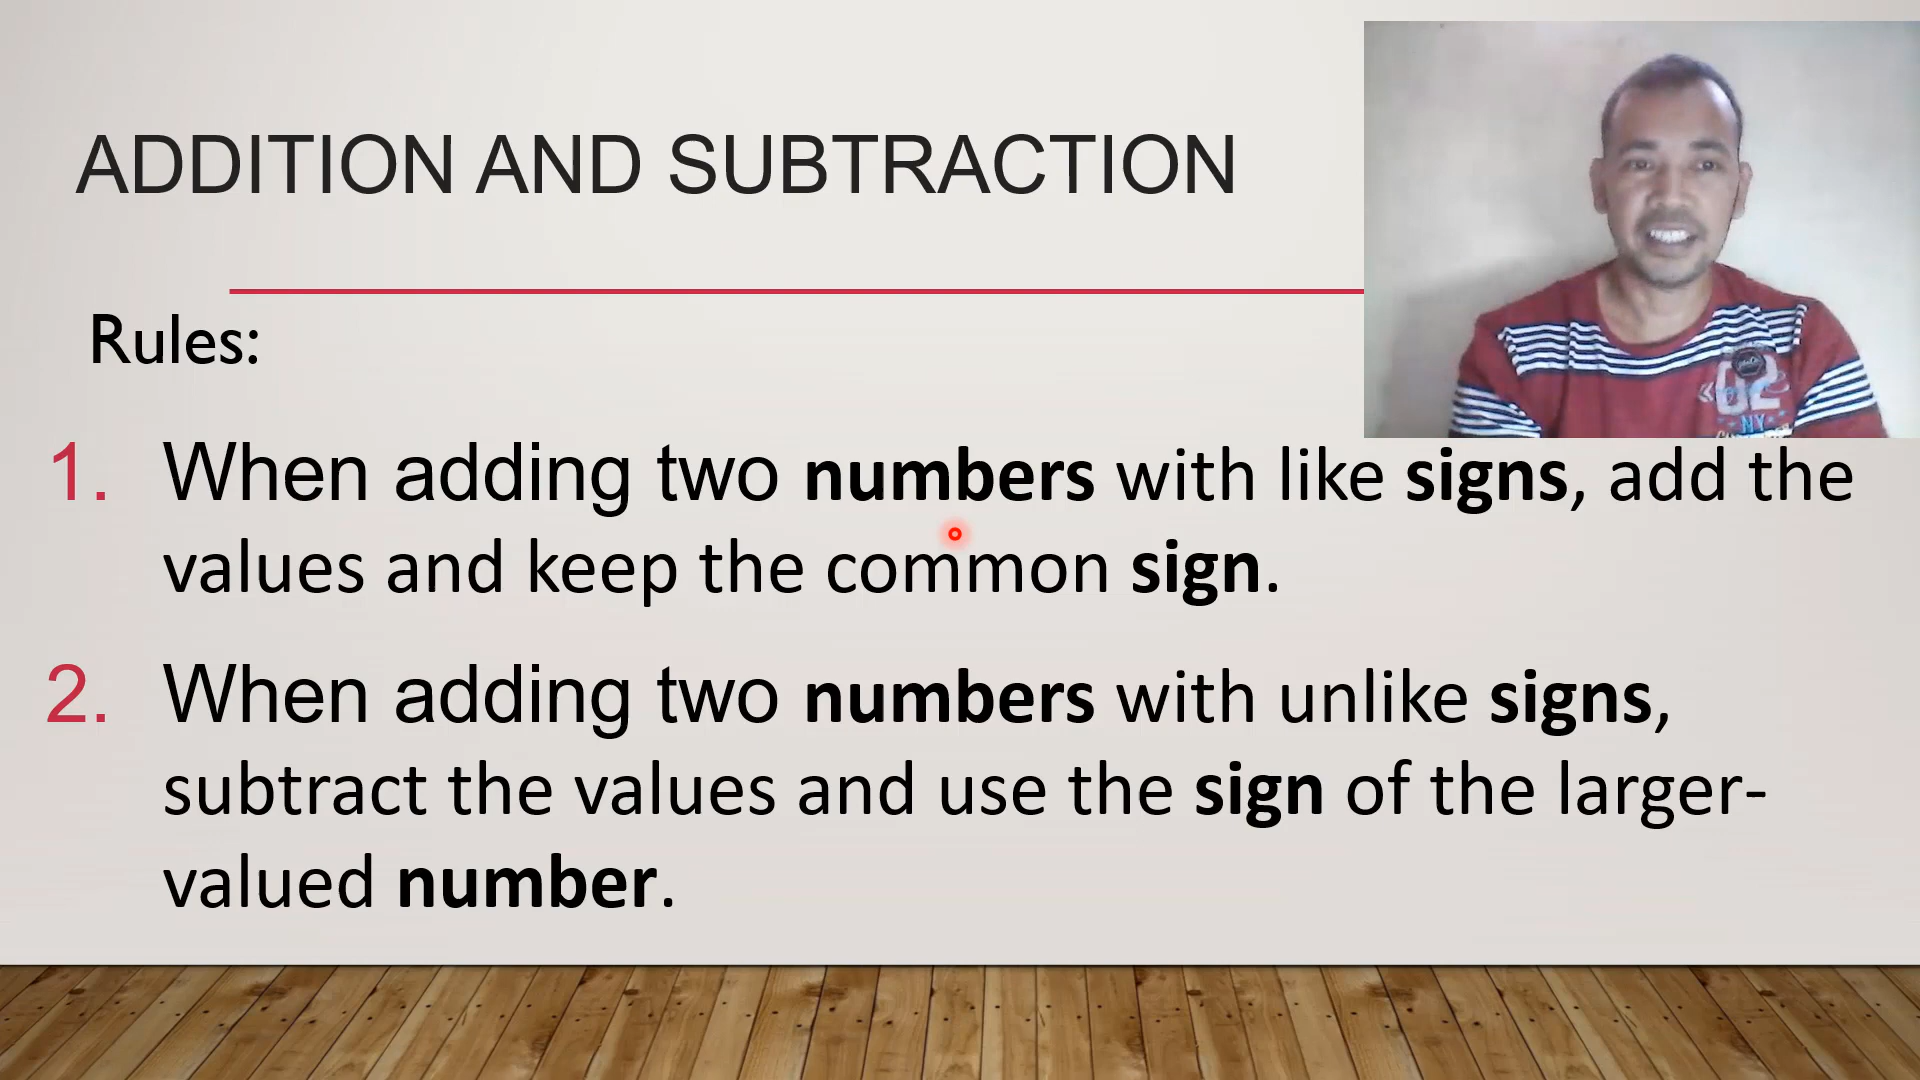 ADDITION AND SUBTRACTION
Rules:
1. When adding two numbers with like signs, add the
values and keep the common sign.
2. When adding two numbers with unlike signs,
subtract the values and use the sign of the larger-
valued number.
02
NY